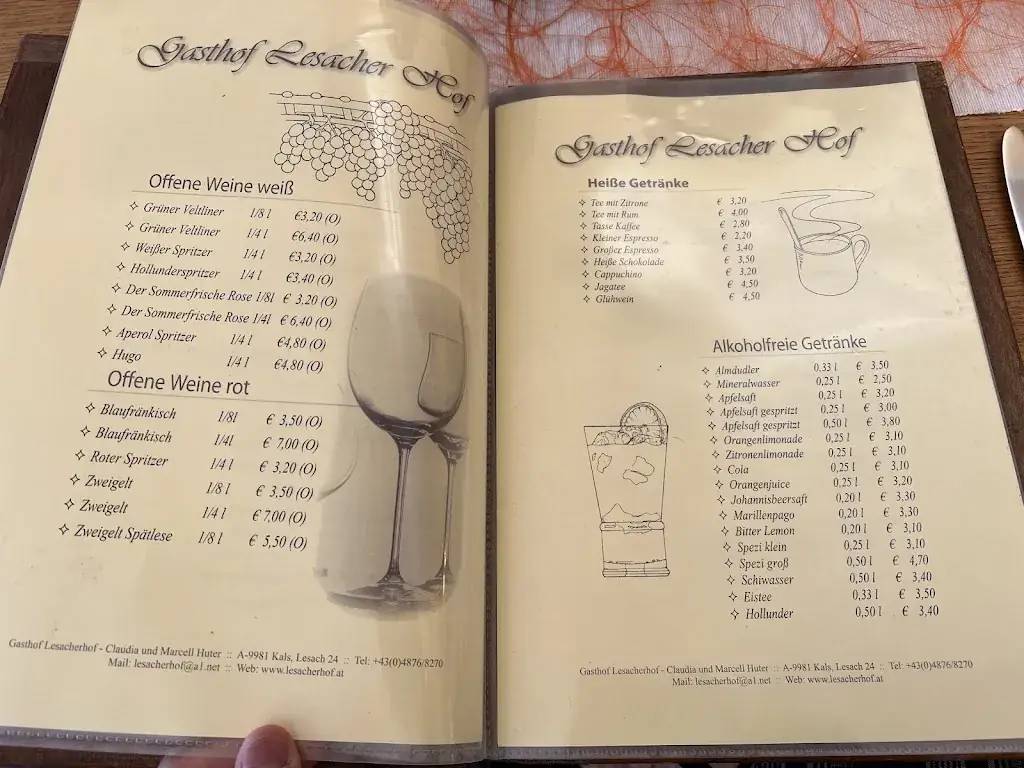 Gasthof Lesacher Hof
Offene Weine weiß
✧ Grüner Veltliner 1/8 l €3,20 (O)
✧ Grüner Veltliner 1/4 l €6,40 (O)
✧ Weißer Spritzer 1/4 l €3,20 (O)
✧ Hollunderspritzer 1/4 l €3,40 (O)
✧ Der Sommerfrische Rose 1/8l € 3,20 (O)
✧ Der Sommerfrische Rose 1/4l € 6,40 (O)
✧ Aperol Spritzer 1/4 l €4,80 (O)
✧ Hugo 1/4 l €4,80 (O)
Offene Weine rot
✧ Blaufränkisch 1/8l € 3,50 (O)
✧ Blaufränkisch 1/4l € 7,00 (O)
✧ Roter Spritzer 1/4 l € 3,20 (O)
✧ Zweigelt 1/8 l € 3,50 (O)
✧ Zweigelt 1/4 l € 7,00 (O)
✧ Zweigelt Spätlese 1/8 l € 5,50 (O)
Gasthof Lesacherhof - Claudia und Marcell Huter :: A-9981 Kals, Lesach 24 :: Tel: +43(0)4876/8270
Mail: lesacherhof@a1.net :: Web: www.lesacherhof.at
Gasthof Lesacher Hof
Heiße Getränke
✧ Tee mit Zitrone € 3,20
✧ Tee mit Rum € 4,00
✧ Tasse Kaffee € 2,80
✧ Kleiner Espresso € 2,20
✧ Großer Espresso € 3,40
✧ Heiße Schokolade € 3,50
✧ Cappuchino € 3,20
✧ Jagatee € 4,50
✧ Glühwein € 4,50
Alkoholfreie Getränke
✧ Almdudler 0,33 l € 3,50
✧ Mineralwasser 0,25 l € 2,50
✧ Apfelsaft 0,25 l € 3,20
✧ Apfelsaft gespritzt 0,25 l € 3,00
✧ Apfelsaft gespritzt 0,50 l € 3,80
✧ Orangenlimonade 0,25 l € 3,10
✧ Zitronenlimonade 0,25 l € 3,10
✧ Cola 0,25 l € 3,10
✧ Orangenjuice 0,25 l € 3,20
✧ Johannisbeersaft 0,20 l € 3,30
✧ Marillenpago 0,20 l € 3,30
✧ Bitter Lemon 0,20 l € 3,10
✧ Spezi klein 0,25 l € 3,10
✧ Spezi groß 0,50 l € 4,70
✧ Schiwasser 0,50 l € 3,40
✧ Eistee 0,33 l € 3,50
✧ Hollunder 0,50 l € 3,40
Gasthof Lesacherhof - Claudia und Marcell Huter :: A-9981 Kals, Lesach 24 :: Tel: +43(0)4876/8270
Mail: lesacherhof@a1.net :: Web: www.lesacherhof.at